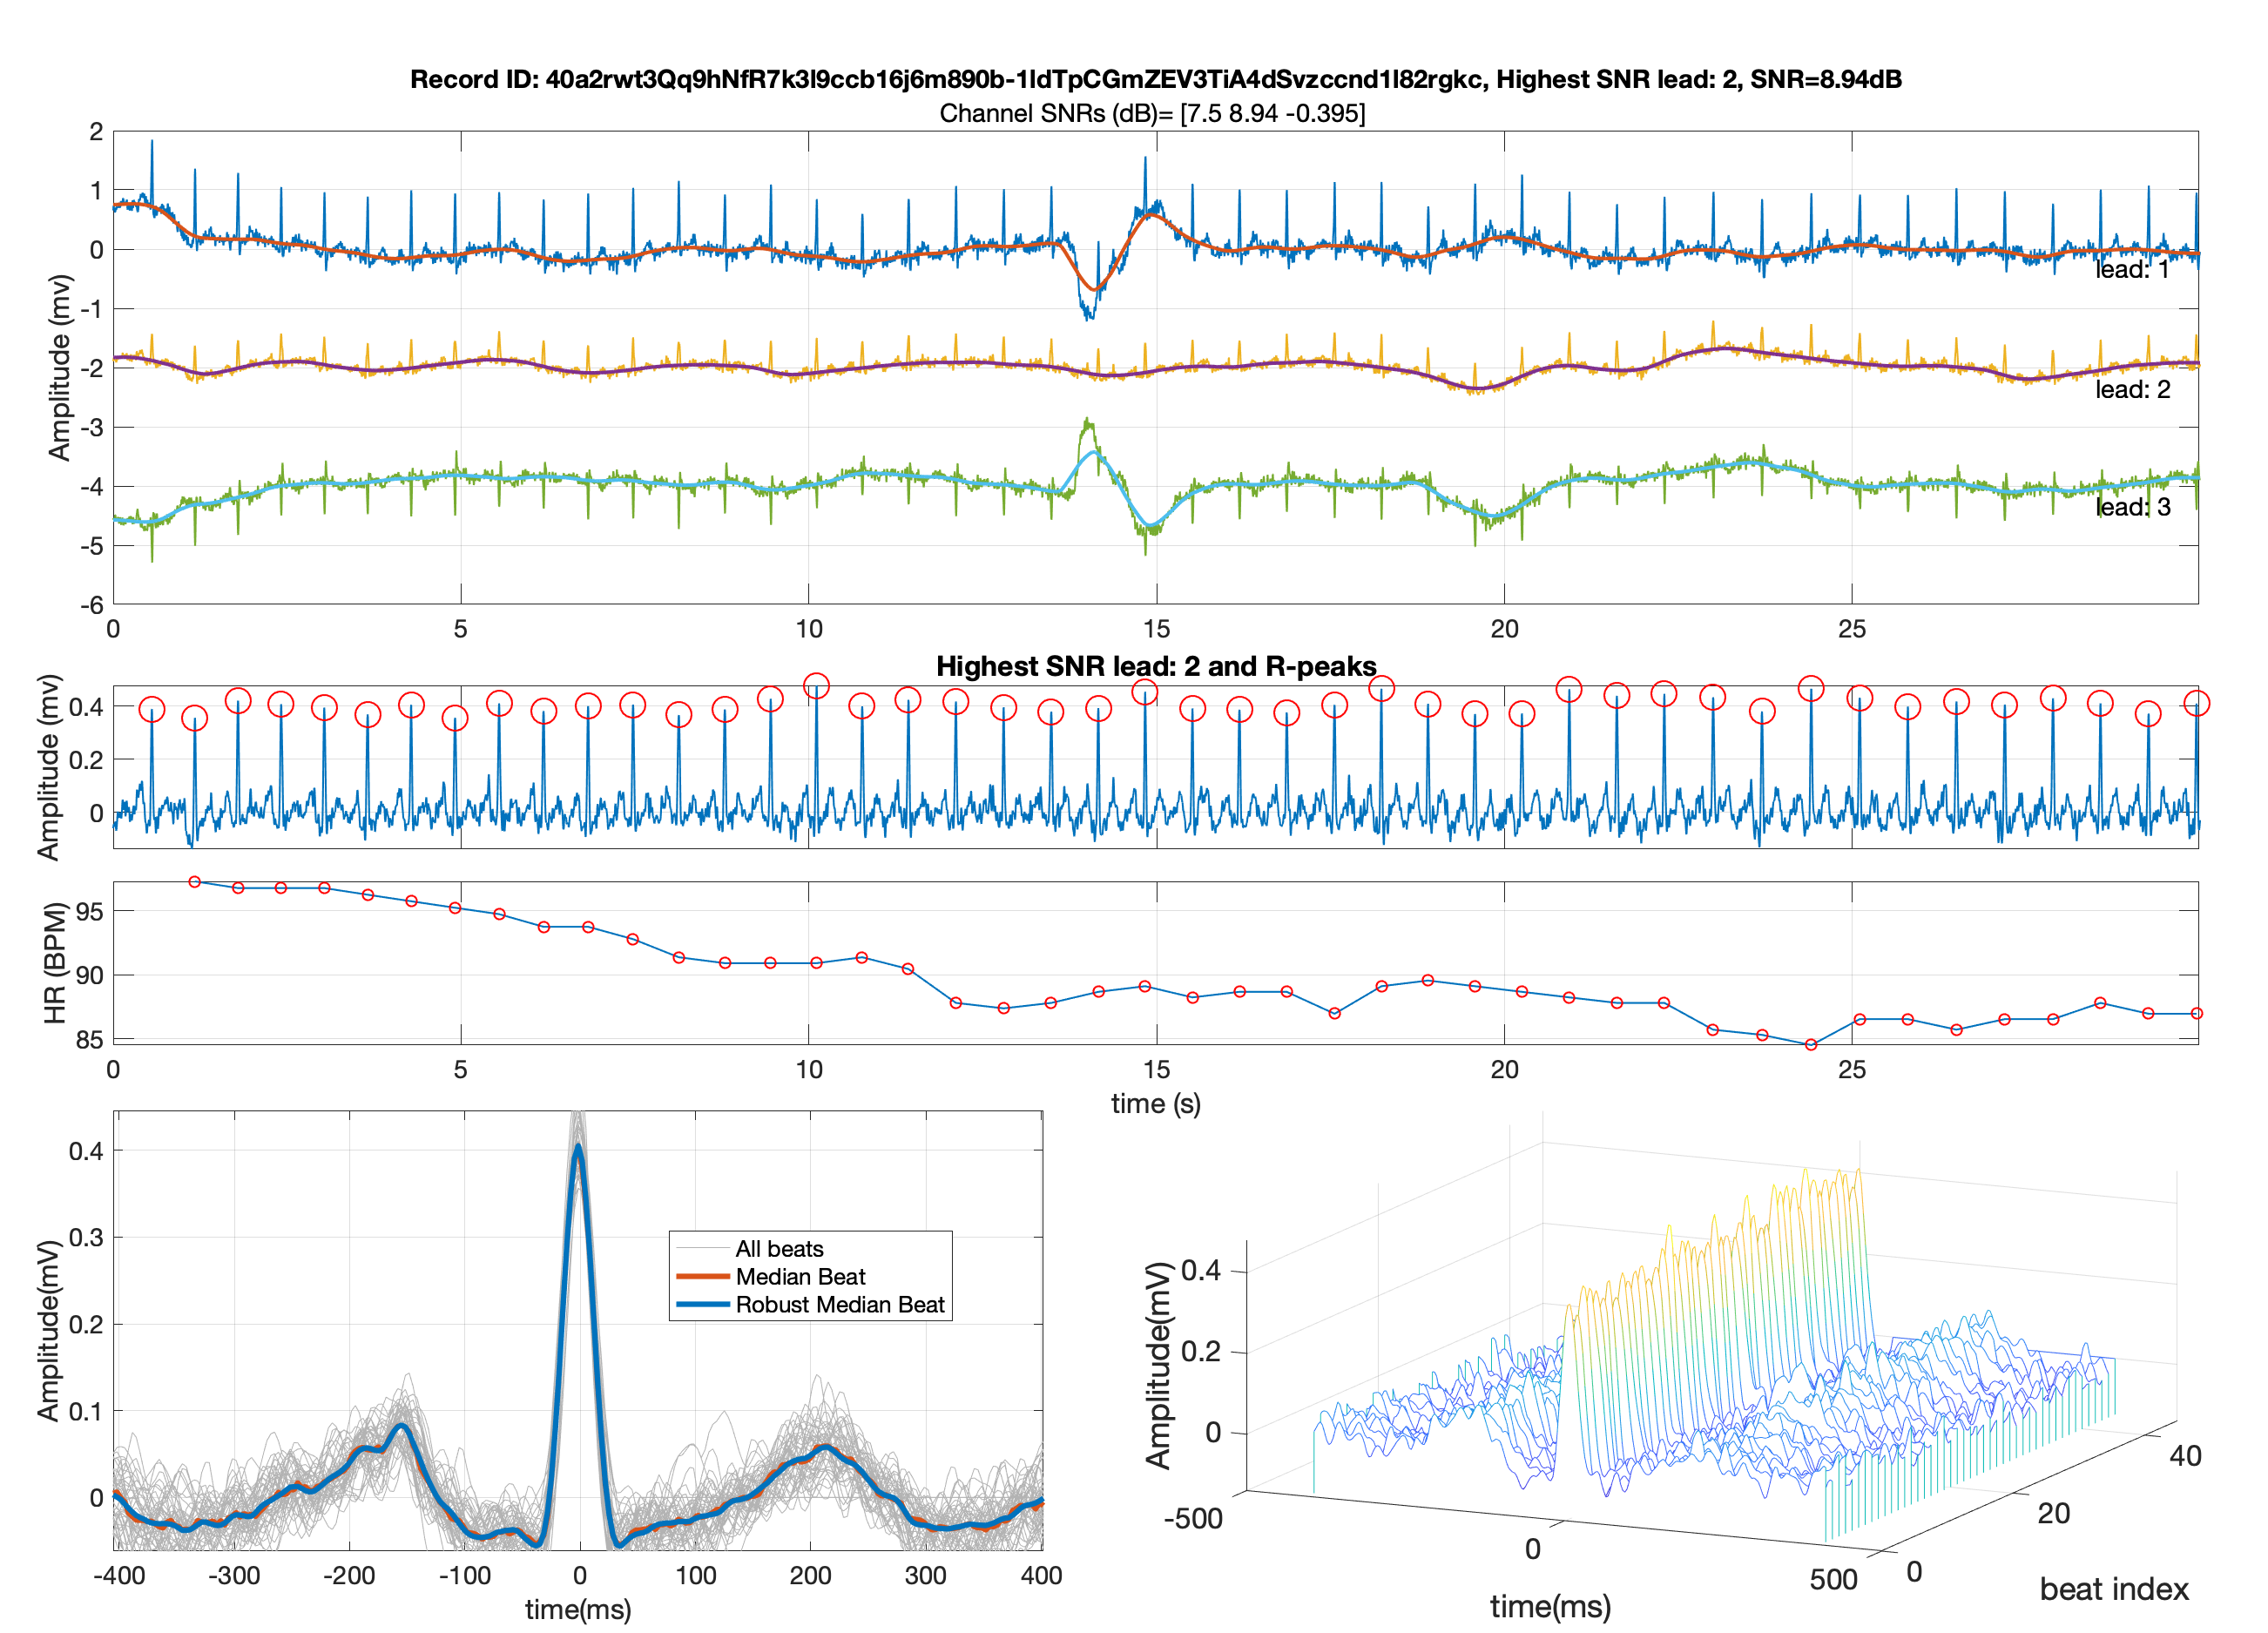 Record ID: 40a2rwt3Qq9hNfR7k3l9ccb16j6m890b-1ldTpCGmZEV3TiA4dSvzccnd1l82rgkc, Highest SNR lead: 2, SNR=8.94dB
Channel SNRs (dB)= [7.5 8.94 -0.395]
Amplitude (mv)
2
1
0
-1
-2
-3
-4
-5
-6
lead: 1
lead: 2
lead: 3
0 5 10 15 20 25
Highest SNR lead: 2 and R-peaks
Amplitude (mv)
0.4
0.2
0
HR (BPM)
95
90
85
0 5 10 15 20 25
time (s)
Amplitude(mV)
0.4
0.3
0.2
0.1
0
All beats
Median Beat
Robust Median Beat
-400 -300 -200 -100 0 100 200 300 400
time(ms)
Amplitude(mV)
0.4
0.2
0
-500
0
500
time(ms)
0
20
40
beat index